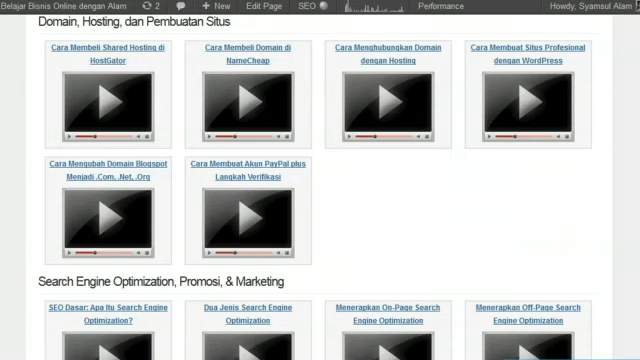 Belajar Bisnis Online dengan Alam 2 New Edit Page SEO Performance Howdy, Syamsul Alam
Domain, Hosting, dan Pembuatan Situs
Cara Membeli Shared Hosting di
HostGator
Cara Membeli Domain di
NameCheap
Cara Menghubungkan Domain
dengan Hosting
Cara Membuat Situs Profesional
dengan WordPress
Cara Mengubah Domain Blogspot
Menjadi .Com, .Net, .Org
Cara Membuat Akun PayPal plus
Langkah Verifikasi
Search Engine Optimization, Promosi, & Marketing
SEO Dasar: Apa Itu Search Engine
Optimization?
Dua Jenis Search Engine
Optimization
Menerapkan On-Page Search
Engine Optimization
Menerapkan Off-Page Search
Engine Optimization